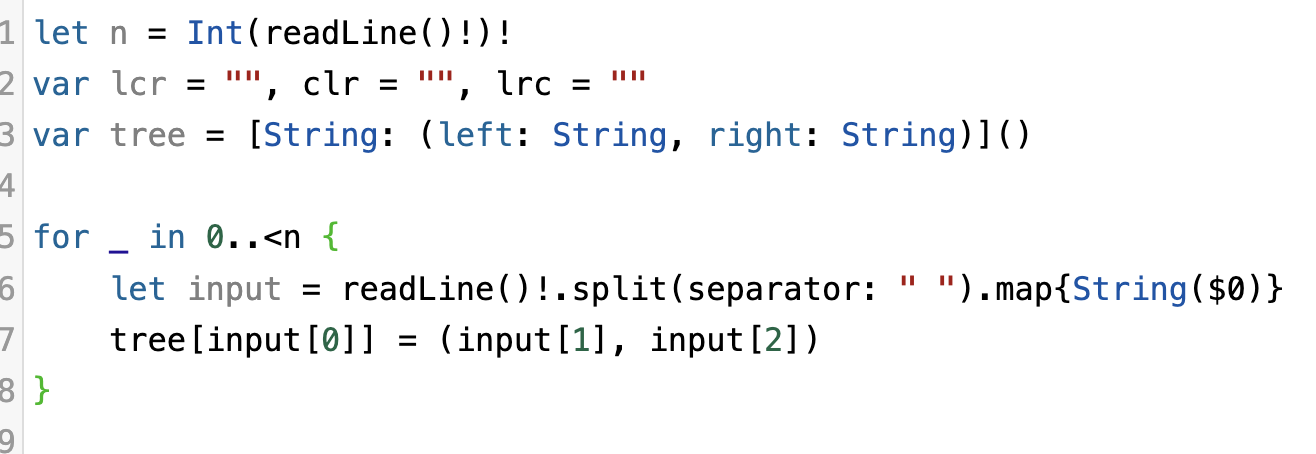 1 let n = Int(readLine()!)!
2 var lcr = "", clr = "", lrc = ""
3 var tree = [String: (left: String, right: String)]()
4
5 for _ in 0..<n {
6     let input = readLine()!.split(separator: " ").map{String($0)}
7     tree[input[0]] = (input[1], input[2])
8 }
9